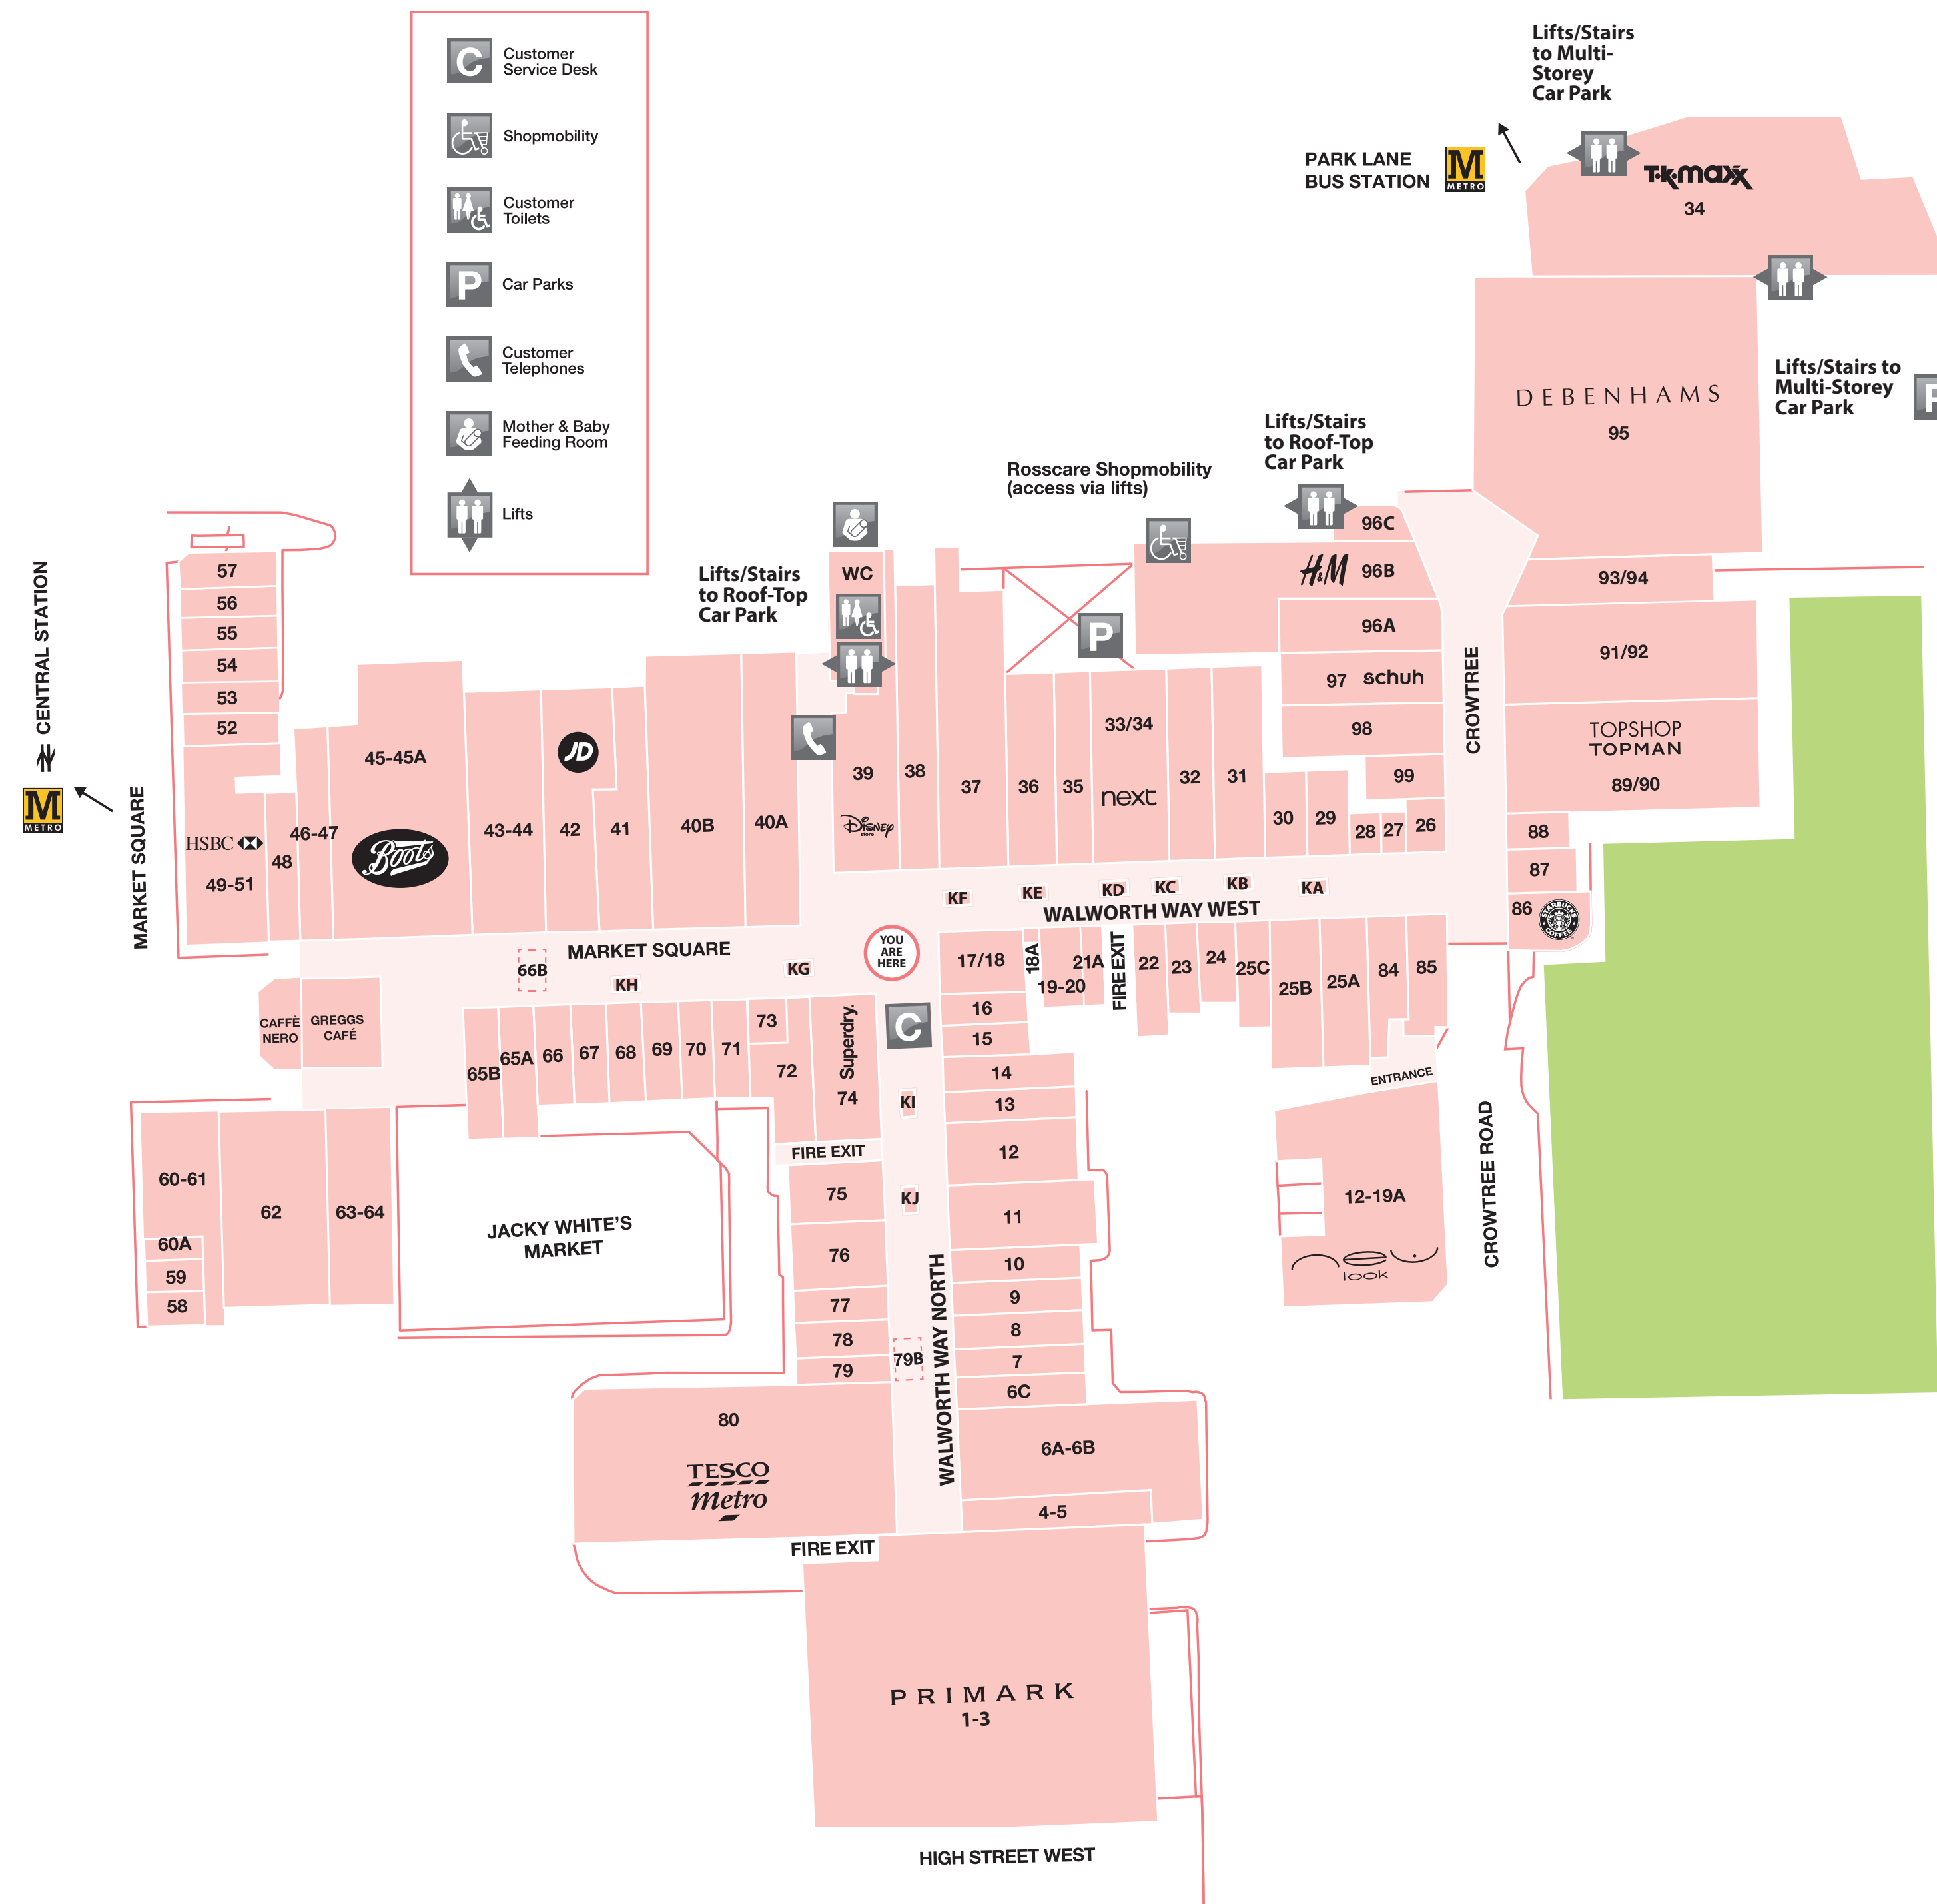 C
Customer
Service Desk
Shopmobility
Customer
Toilets
P
Car Parks
Customer
Telephones
Mother & Baby
Feeding Room
Lifts
Lifts/Stairs
to Multi-
Storey
Car Park
PARK LANE
BUS STATION
M
METRO
T·k·maxx
34
DEBENHAMS
95
Lifts/Stairs to
Multi-Storey
Car Park
P
Lifts/Stairs
to Roof-Top
Car Park
Rosscare Shopmobility
(access via lifts)
96C
H&M
96B
93/94
96A
91/92
97
schuh
98
TOPSHOP
TOPMAN
89/90
99
CROWTREE
88
87
86
STARBUCKS
COFFEE
CENTRAL STATION
M
METRO
MARKET SQUARE
57
56
55
54
53
52
HSBC
49-51
48
46-47
45-45A
Boots
43-44
JD
42
41
40B
40A
Lifts/Stairs
to Roof-Top
Car Park
WC
39
Disney
store
38
37
P
36
35
33/34
next
32
31
30
29
28
27
26
KF
KE
KD
KC
KB
KA
WALWORTH WAY WEST
MARKET SQUARE
YOU
ARE
HERE
66B
KH
KG
17/18
18A
19-20
21A
FIRE EXIT
22
23
24
25C
25B
25A
84
85
ENTRANCE
CAFFÈ
NERO
GREGGS
CAFÉ
65B
65A
66
67
68
69
70
71
73
72
Superdry.
74
C
16
15
14
13
12
11
10
9
8
7
6C
6A-6B
4-5
KI
KJ
FIRE EXIT
75
76
77
78
79
79B
WALWORTH WAY NORTH
60-61
60A
59
58
62
63-64
JACKY WHITE'S
MARKET
12-19A
new
look
CROWTREE ROAD
80
TESCO
metro
FIRE EXIT
PRIMARK
1-3
HIGH STREET WEST